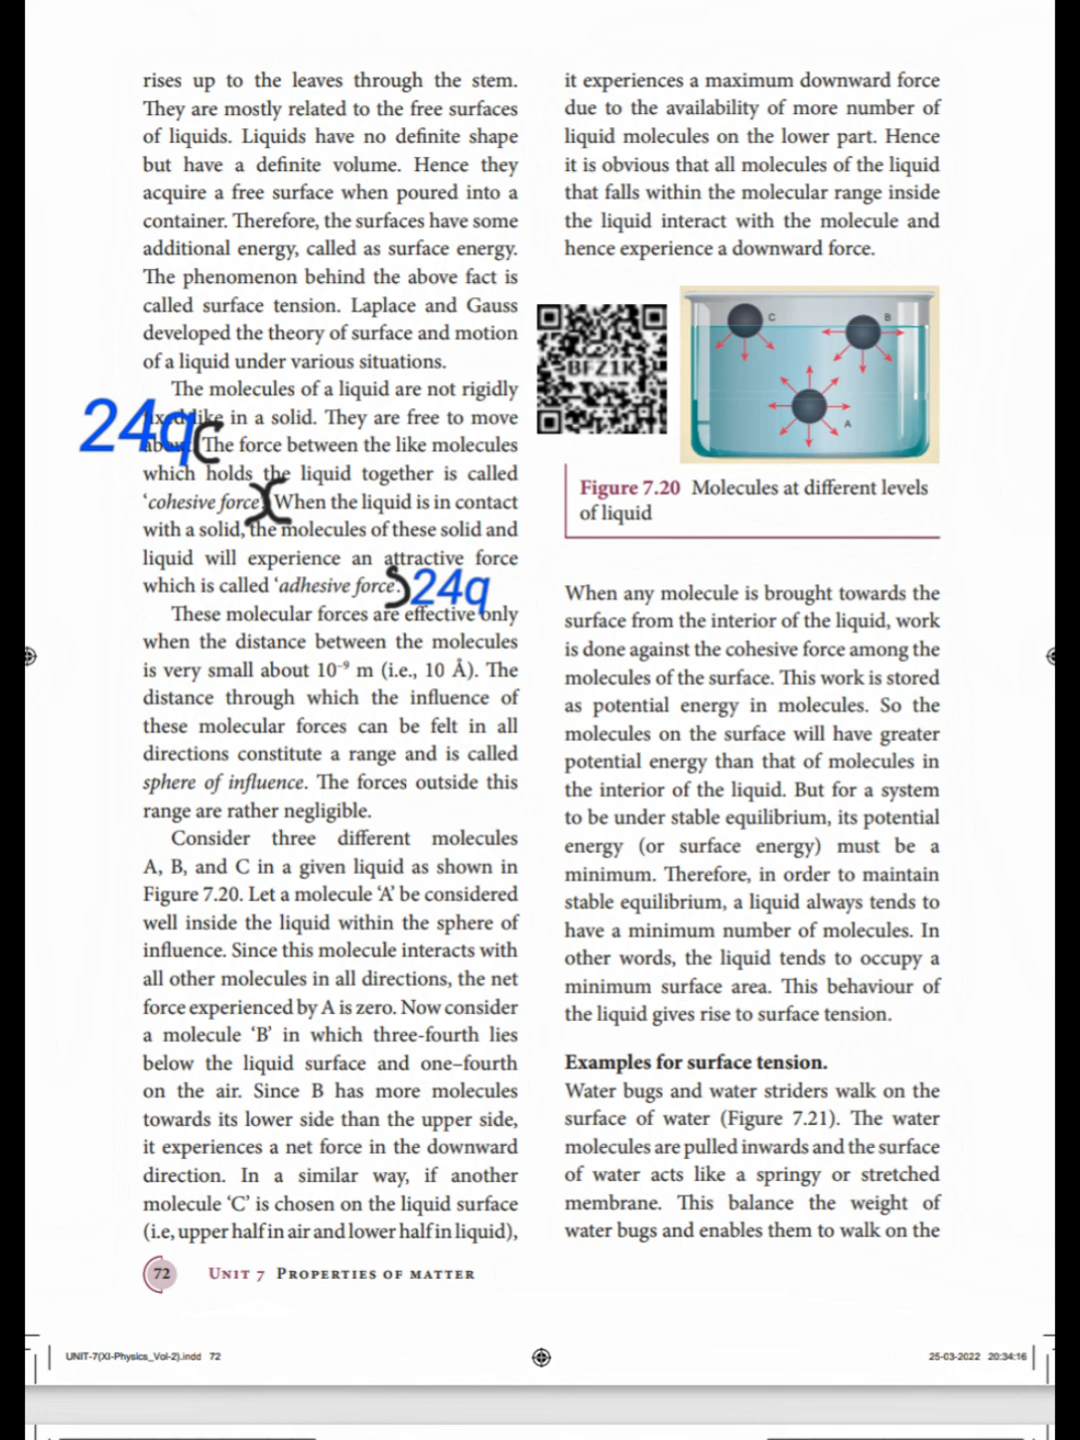 rises up to the leaves through the stem.
They are mostly related to the free surfaces
of liquids. Liquids have no definite shape
but have a definite volume. Hence they
acquire a free surface when poured into a
container. Therefore, the surfaces have some
additional energy, called as surface energy.
The phenomenon behind the above fact is
called surface tension. Laplace and Gauss
developed the theory of surface and motion
of a liquid under various situations.
The molecules of a liquid are not rigidly
fixed like in a solid. They are free to move
24q
about. The force between the like molecules
which holds the liquid together is called
‘cohesive force’. When the liquid is in contact
with a solid, the molecules of these solid and
liquid will experience an attractive force
which is called ‘adhesive force’.
24q
These molecular forces are effective only
when the distance between the molecules
is very small about 10⁻⁹ m (i.e., 10 Å). The
distance through which the influence of
these molecular forces can be felt in all
directions constitute a range and is called
sphere of influence. The forces outside this
range are rather negligible.
Consider three different molecules
A, B, and C in a given liquid as shown in
Figure 7.20. Let a molecule ‘A’ be considered
well inside the liquid within the sphere of
influence. Since this molecule interacts with
all other molecules in all directions, the net
force experienced by A is zero. Now consider
a molecule ‘B’ in which three-fourth lies
below the liquid surface and one–fourth
on the air. Since B has more molecules
towards its lower side than the upper side,
it experiences a net force in the downward
direction. In a similar way, if another
molecule ‘C’ is chosen on the liquid surface
(i.e, upper half in air and lower half in liquid),
it experiences a maximum downward force
due to the availability of more number of
liquid molecules on the lower part. Hence
it is obvious that all molecules of the liquid
that falls within the molecular range inside
the liquid interact with the molecule and
hence experience a downward force.
BFZ1K
C
B
A
Figure 7.20 Molecules at different levels
of liquid
When any molecule is brought towards the
surface from the interior of the liquid, work
is done against the cohesive force among the
molecules of the surface. This work is stored
as potential energy in molecules. So the
molecules on the surface will have greater
potential energy than that of molecules in
the interior of the liquid. But for a system
to be under stable equilibrium, its potential
energy (or surface energy) must be a
minimum. Therefore, in order to maintain
stable equilibrium, a liquid always tends to
have a minimum number of molecules. In
other words, the liquid tends to occupy a
minimum surface area. This behaviour of
the liquid gives rise to surface tension.
Examples for surface tension.
Water bugs and water striders walk on the
surface of water (Figure 7.21). The water
molecules are pulled inwards and the surface
of water acts like a springy or stretched
membrane. This balance the weight of
water bugs and enables them to walk on the
72 UNIT 7 PROPERTIES OF MATTER
UNIT-7(XI-Physics_Vol-2).indd 72
25-03-2022 20:34:16